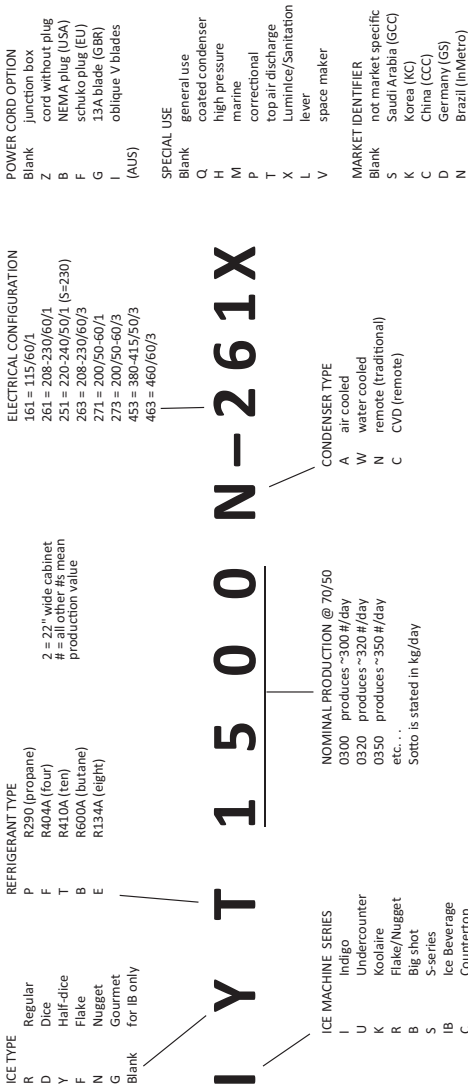 ICE TYPE
R Regular
D Dice
Y Half-dice
F Flake
N Nugget
G Gourmet
Blank for IB only
REFRIGERANT TYPE
P R290 (propane)
F R404A (four)
T R410A (ten)
B R600A (butane)
E R134A (eight)
2 = 22" wide cabinet
# = all other #s mean
production value
ELECTRICAL CONFIGURATION
161 = 115/60/1
261 = 208-230/60/1
251 = 220-240/50/1 (S=230)
263 = 208-230/60/3
271 = 200/50-60/1
273 = 200/50-60/3
453 = 380-415/50/3
463 = 460/60/3
POWER CORD OPTION
Blank junction box
Z cord without plug
B NEMA plug (USA)
F schuko plug (EU)
G 13A blade (GBR)
I oblique V blades
(AUS)
I Y T 1 5 0 0 N – 2 6 1 X
SPECIAL USE
Blank general use
Q coated condenser
H high pressure
M marine
P correctional
T top air discharge
X LuminIce/Sanitation
L lever
V space maker
ICE MACHINE SERIES
I Indigo
U Undercounter
K Koolaire
R Flake/Nugget
B Big shot
S S-series
IB Ice Beverage
C Countertop
NOMINAL PRODUCTION @ 70/50
0300 produces ~300 #/day
0320 produces ~320 #/day
0350 produces ~350 #/day
etc. . .
Sotto is stated in kg/day
CONDENSER TYPE
A air cooled
W water cooled
N remote (traditional)
C CVD (remote)
MARKET IDENTIFIER
Blank not market specific
S Saudi Arabia (GCC)
K Korea (KC)
C China (CCC)
D Germany (GS)
N Brazil (InMetro)